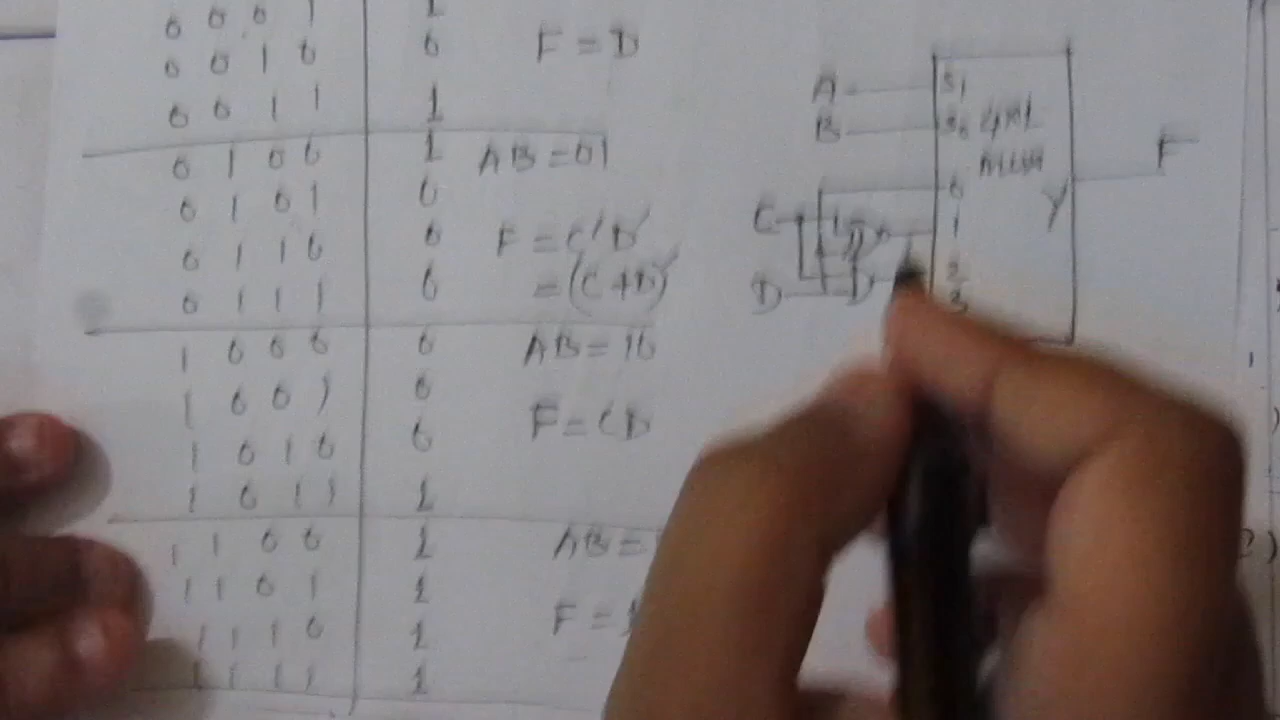 0 0 0 1 1
0 0 1 0 0 F = D
0 0 1 1 1
0 1 0 0 1 AB = 01
0 1 0 1 0
0 1 1 0 0 F = C'D'
0 1 1 1 0 = (C+D)'
1 0 0 0 0 AB = 10
1 0 0 1 0
1 0 1 0 0 F = CD
1 0 1 1 1
1 1 0 0 1 AB =
1 1 0 1 1
1 1 1 0 1 F = 1
1 1 1 1 1
A S1
B S0 4x1
MUX F
0
C 1 Y
2
D 3